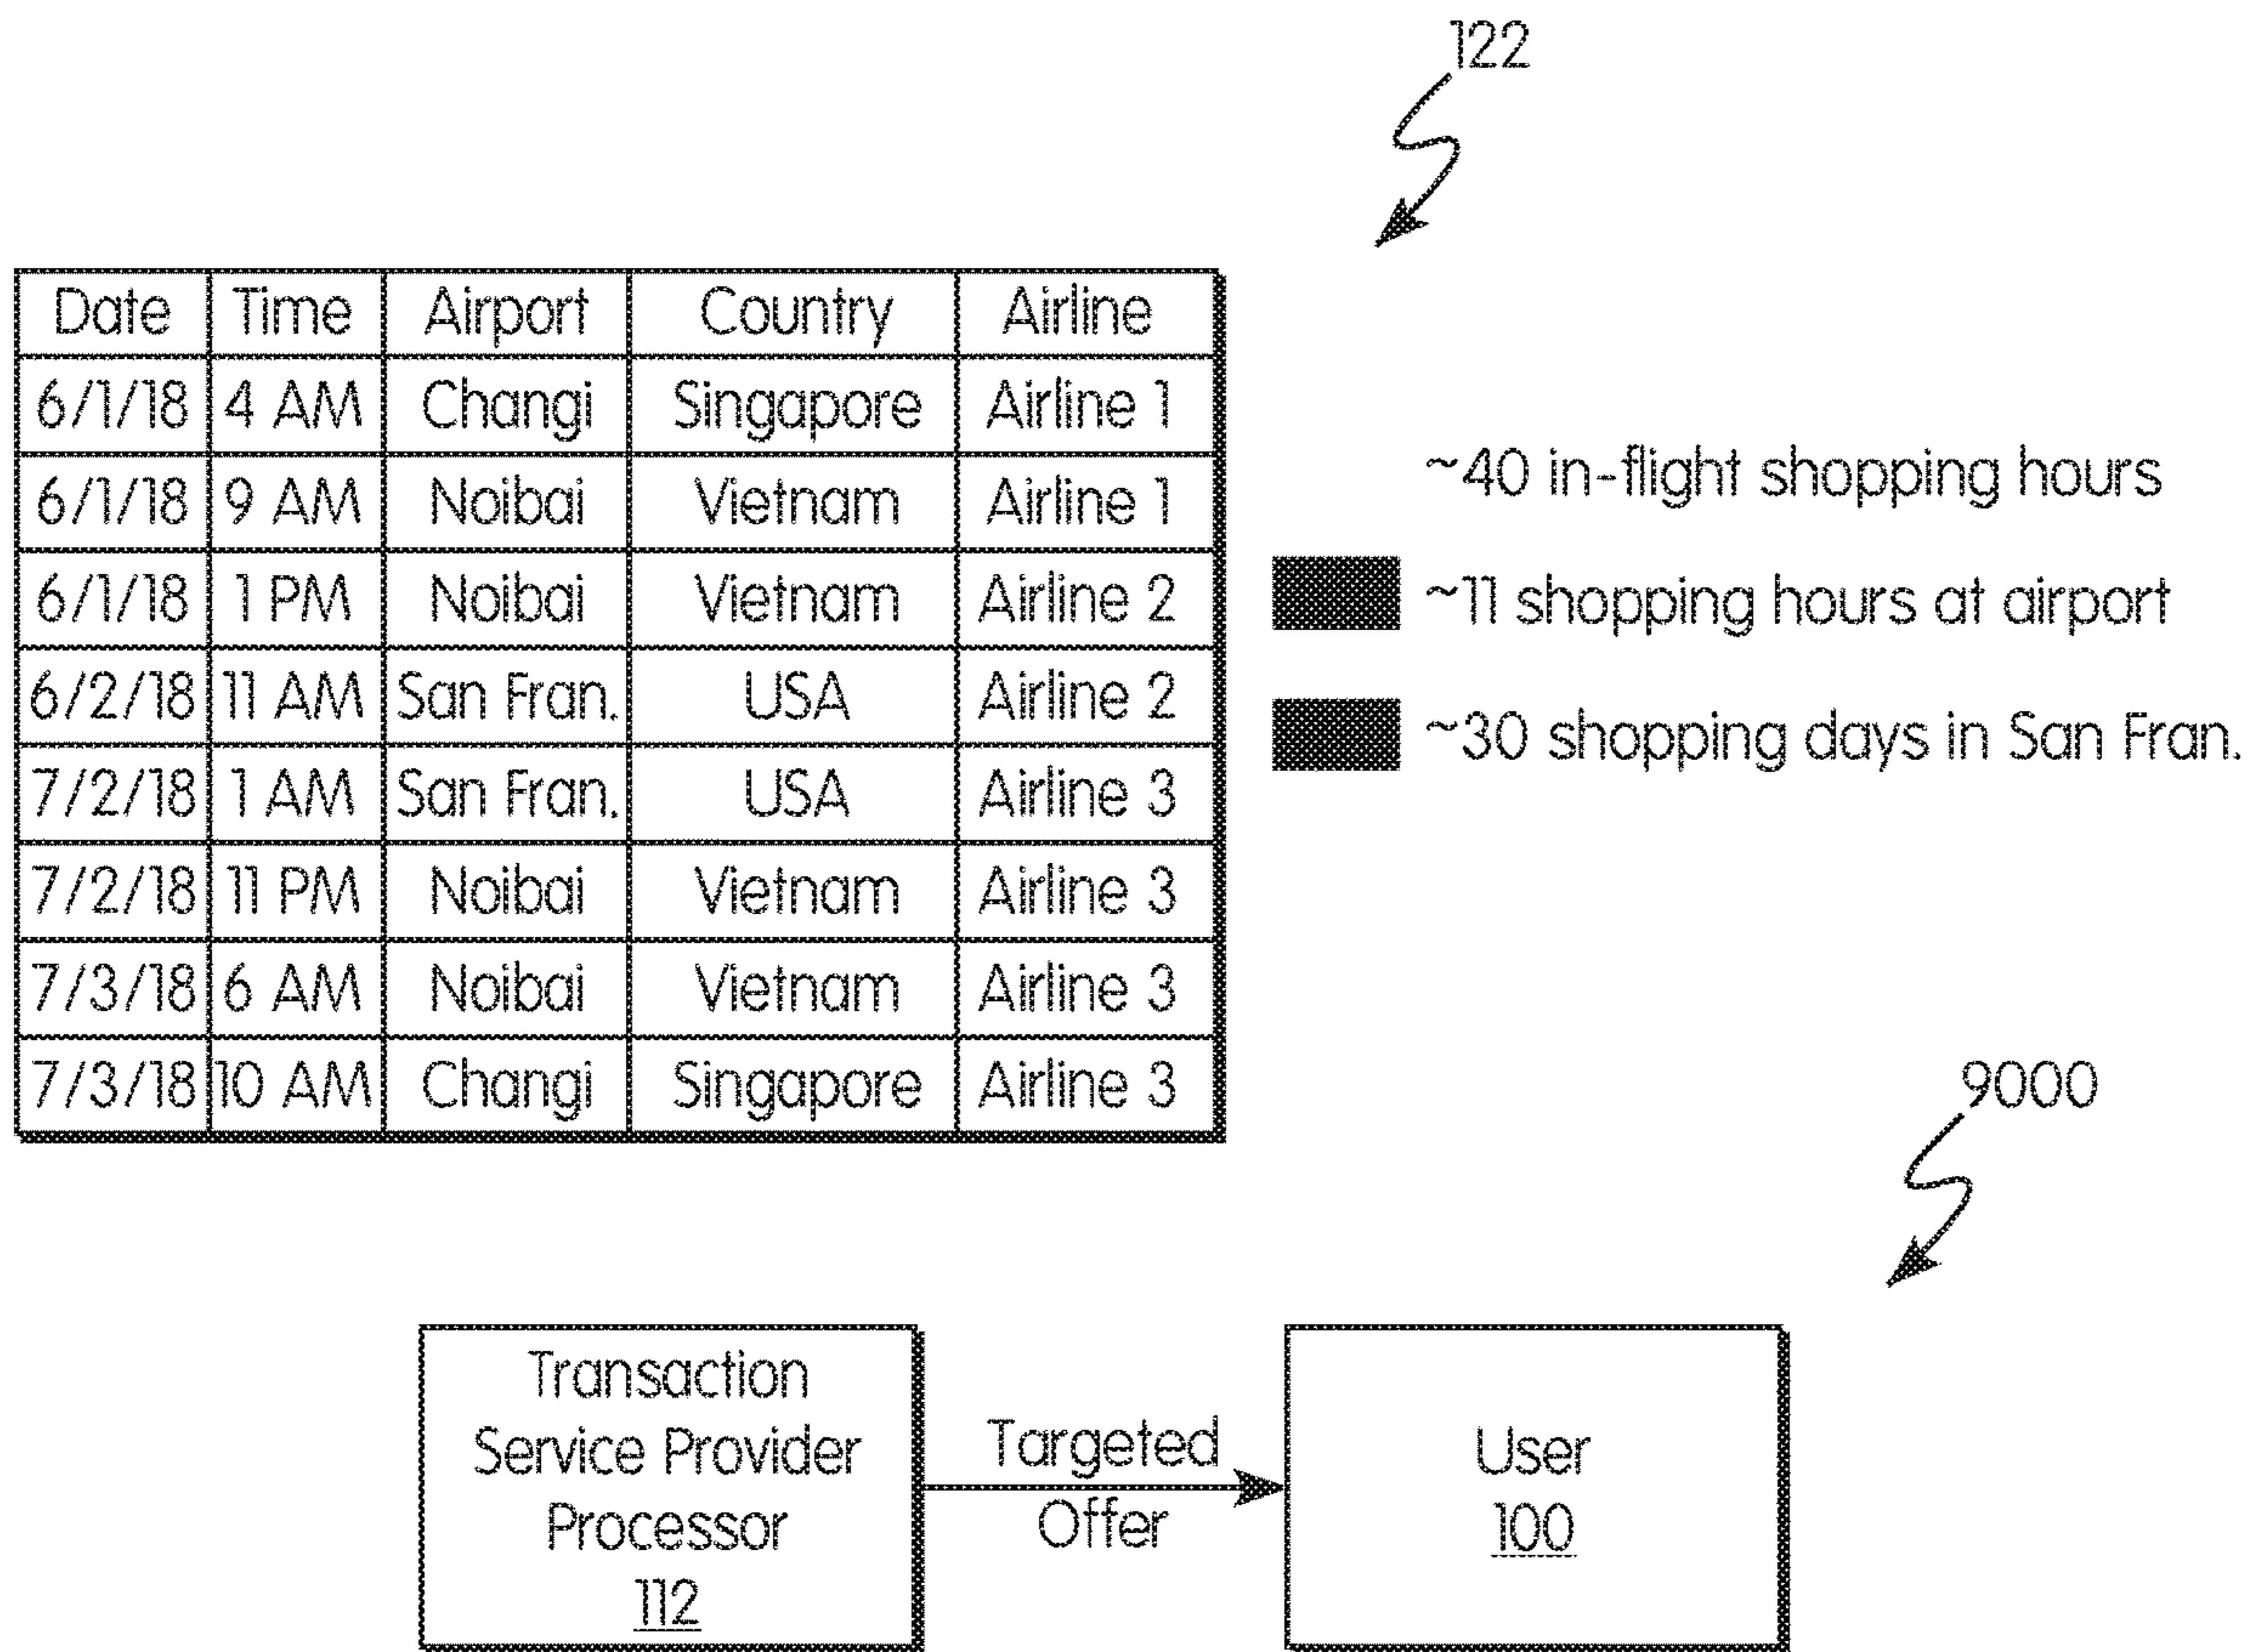 122
Date Time Airport Country Airline
6/1/18 4 AM Changi Singapore Airline 1
6/1/18 9 AM Noibai Vietnam Airline 1
6/1/18 1 PM Noibai Vietnam Airline 2
6/2/18 11 AM San Fran. USA Airline 2
7/2/18 1 AM San Fran. USA Airline 3
7/2/18 11 PM Noibai Vietnam Airline 3
7/3/18 6 AM Noibai Vietnam Airline 3
7/3/18 10 AM Changi Singapore Airline 3
~40 in-flight shopping hours
~11 shopping hours at airport
~30 shopping days in San Fran.
9000
Transaction
Service Provider
Processor
112
Targeted
Offer
User
100